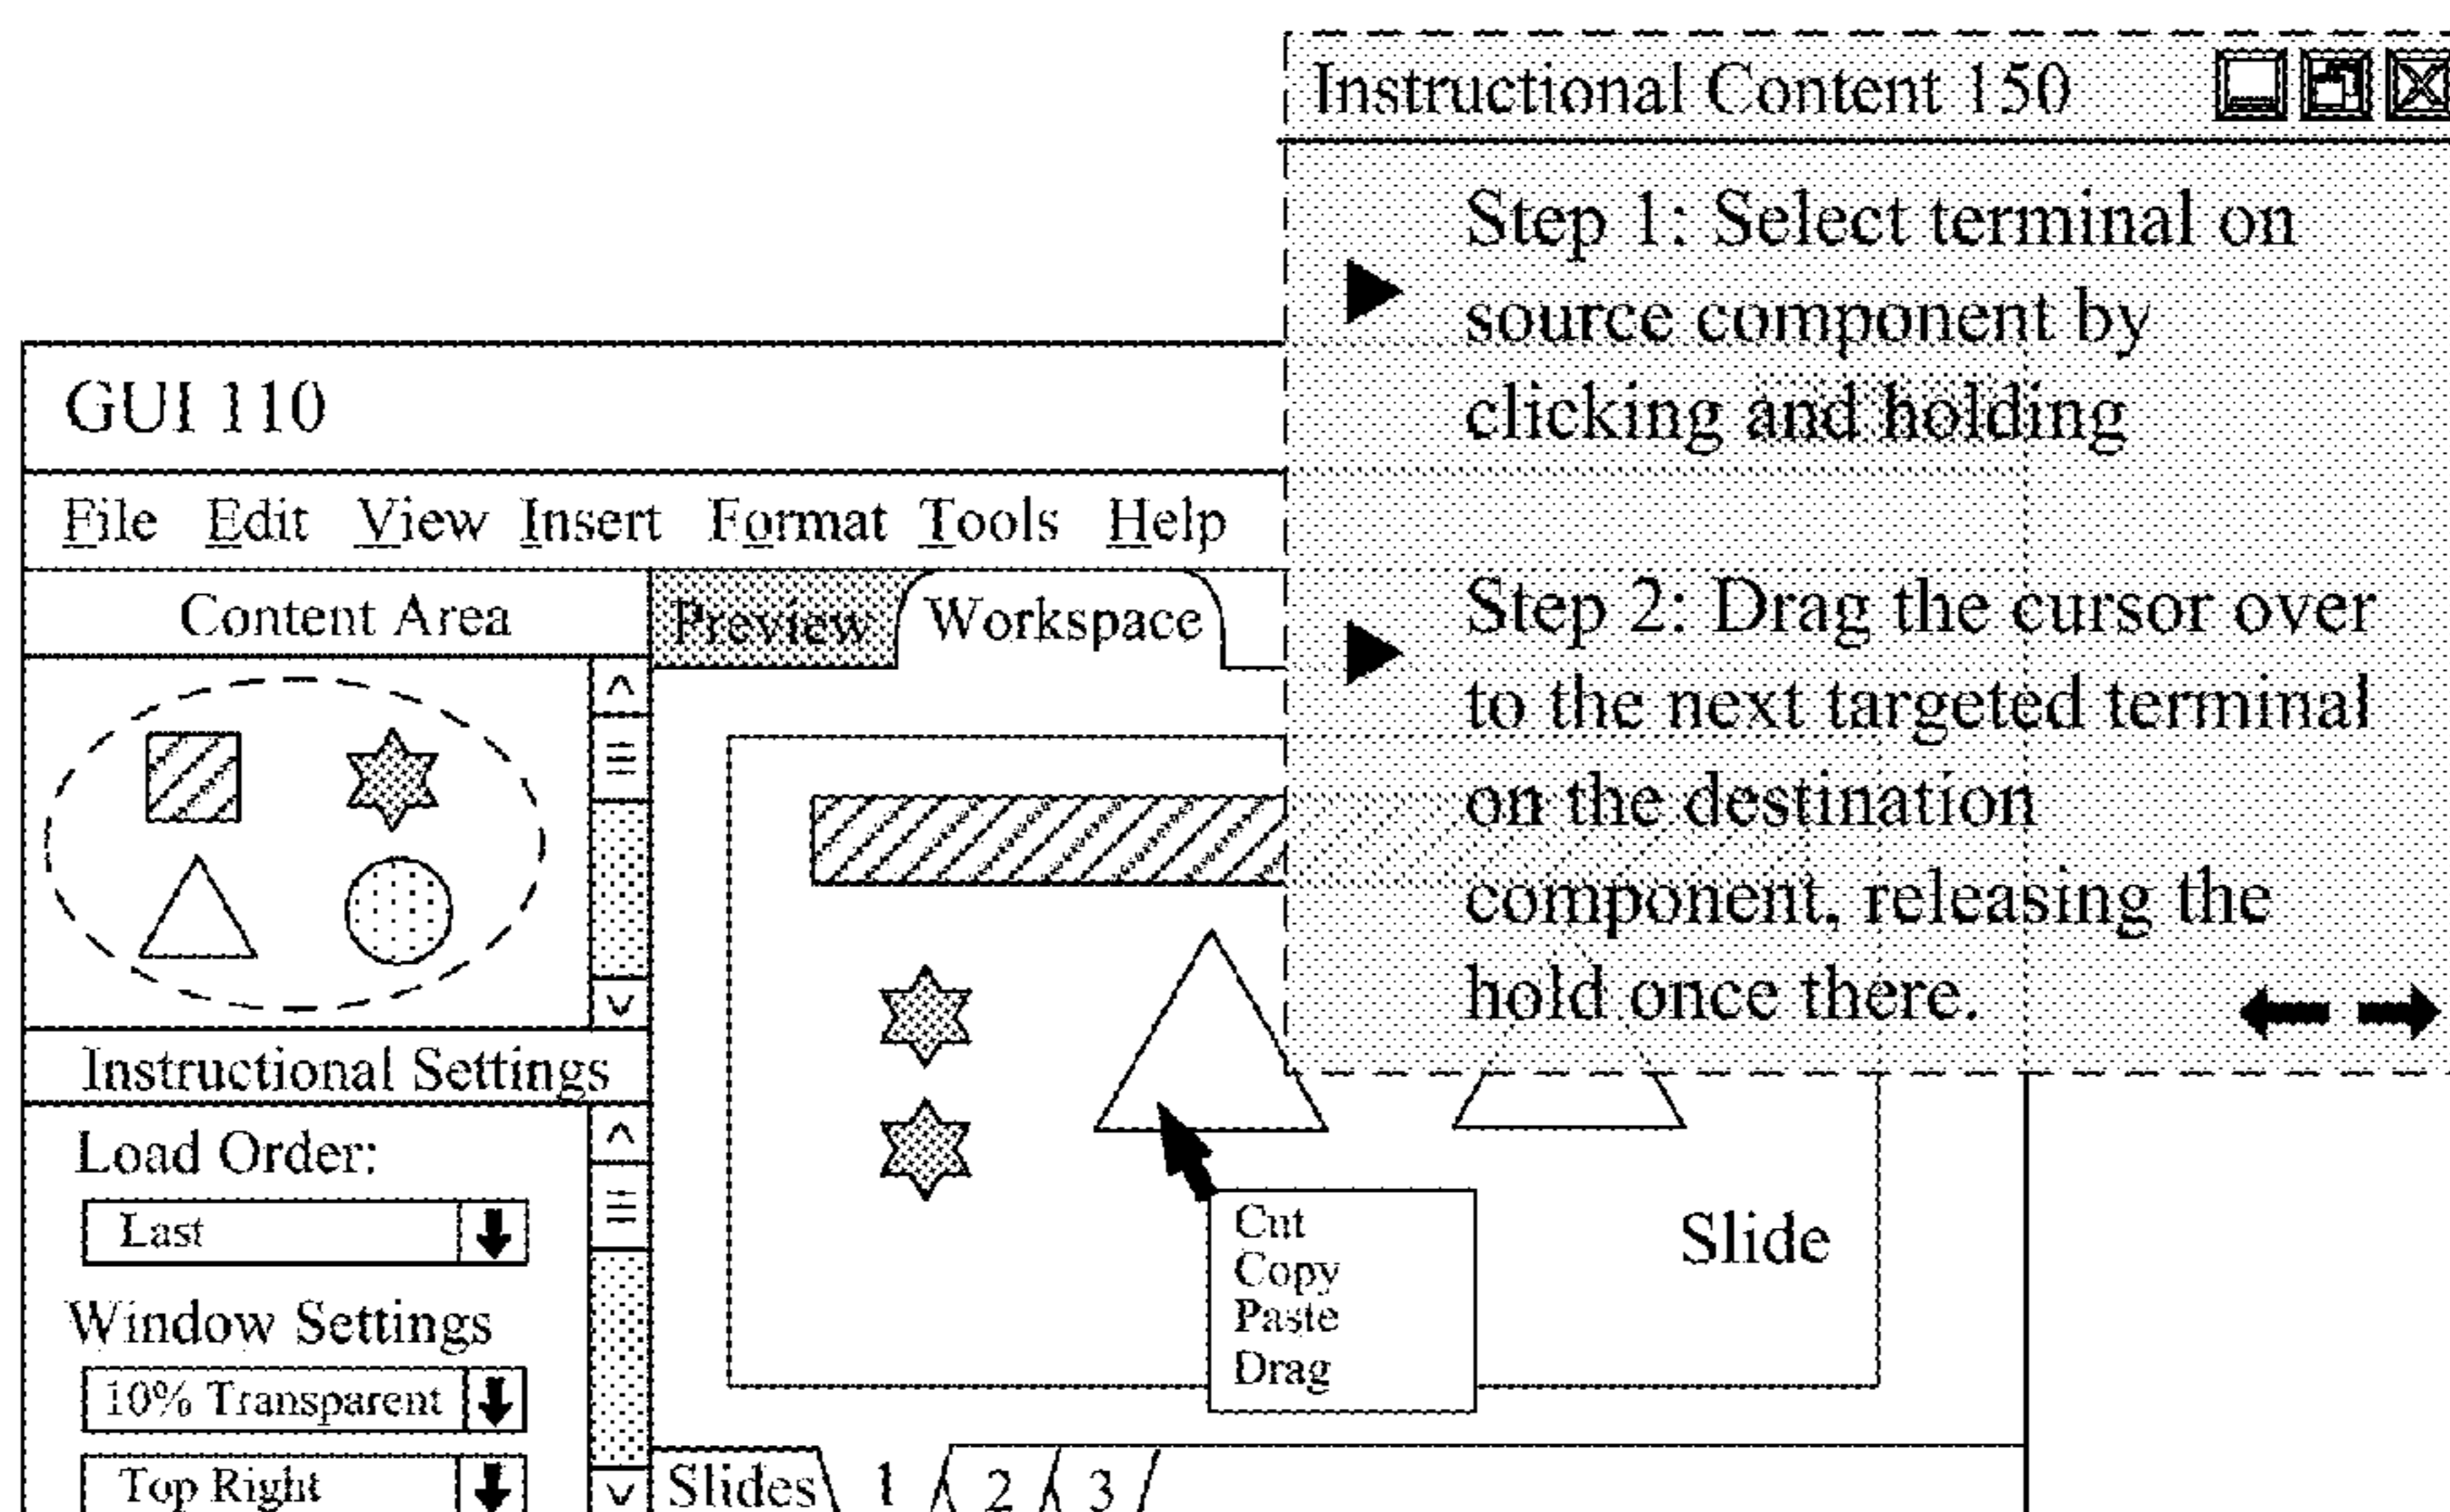 Instructional Content 150
Step 1: Select terminal on
source component by
clicking and holding
Step 2: Drag the cursor over
to the next targeted terminal
on the destination
component, releasing the
hold once there.
GUI 110
File Edit View Insert Format Tools Help
Content Area
Preview Workspace
Instructional Settings
Load Order:
Last
Window Settings
10% Transparent
Top Right
Cut
Copy
Paste
Drag
Slide
Slides 1 2 3